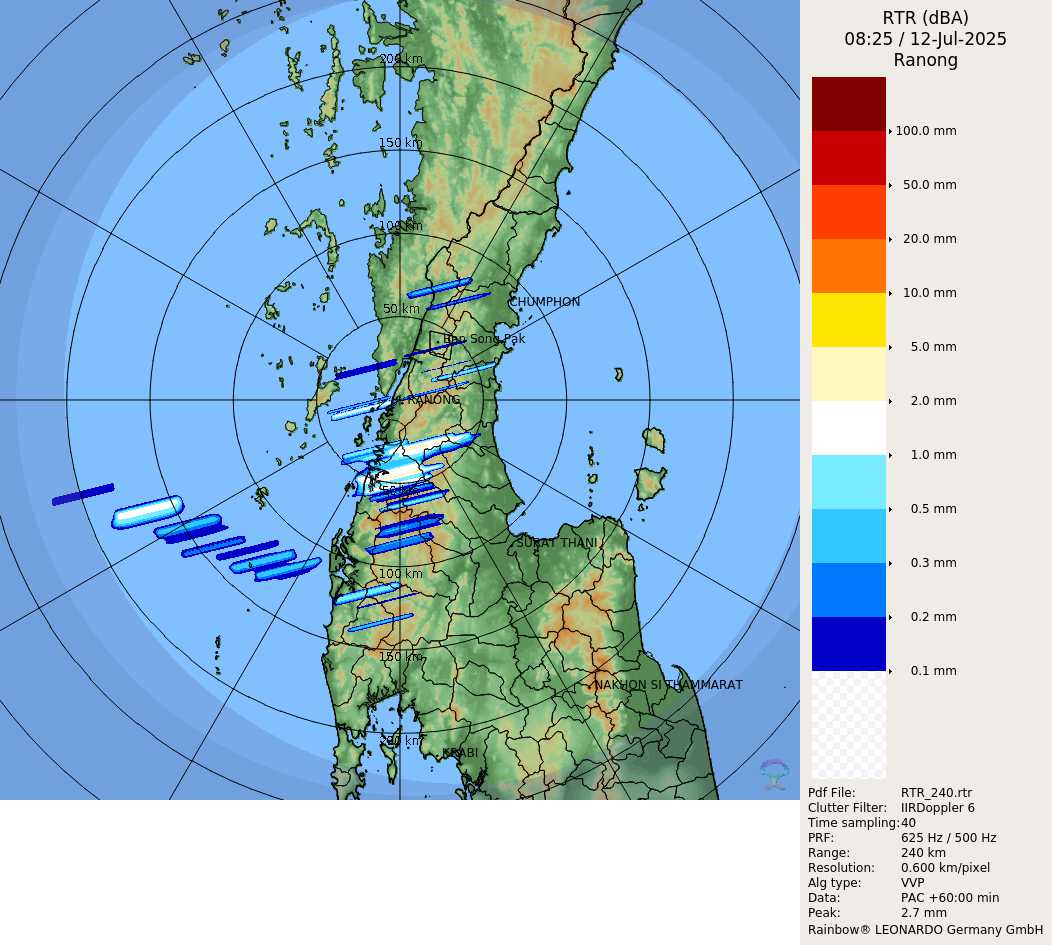 RTR (dBA)
08:25 / 12-Jul-2025
Ranong
200 km
150 km
100 km
50 km
CHUMPHON
Ban Song Pak
RANONG
50 km
SURAT THANI
100 km
150 km
NAKHON SI THAMMARAT
200 km
KRABI
100.0 mm
50.0 mm
20.0 mm
10.0 mm
5.0 mm
2.0 mm
1.0 mm
0.5 mm
0.3 mm
0.2 mm
0.1 mm
Pdf File: RTR_240.rtr
Clutter Filter: IIRDoppler 6
Time sampling:40
PRF: 625 Hz / 500 Hz
Range: 240 km
Resolution: 0.600 km/pixel
Alg type: VVP
Data: PAC +60:00 min
Peak: 2.7 mm
Rainbow® LEONARDO Germany GmbH